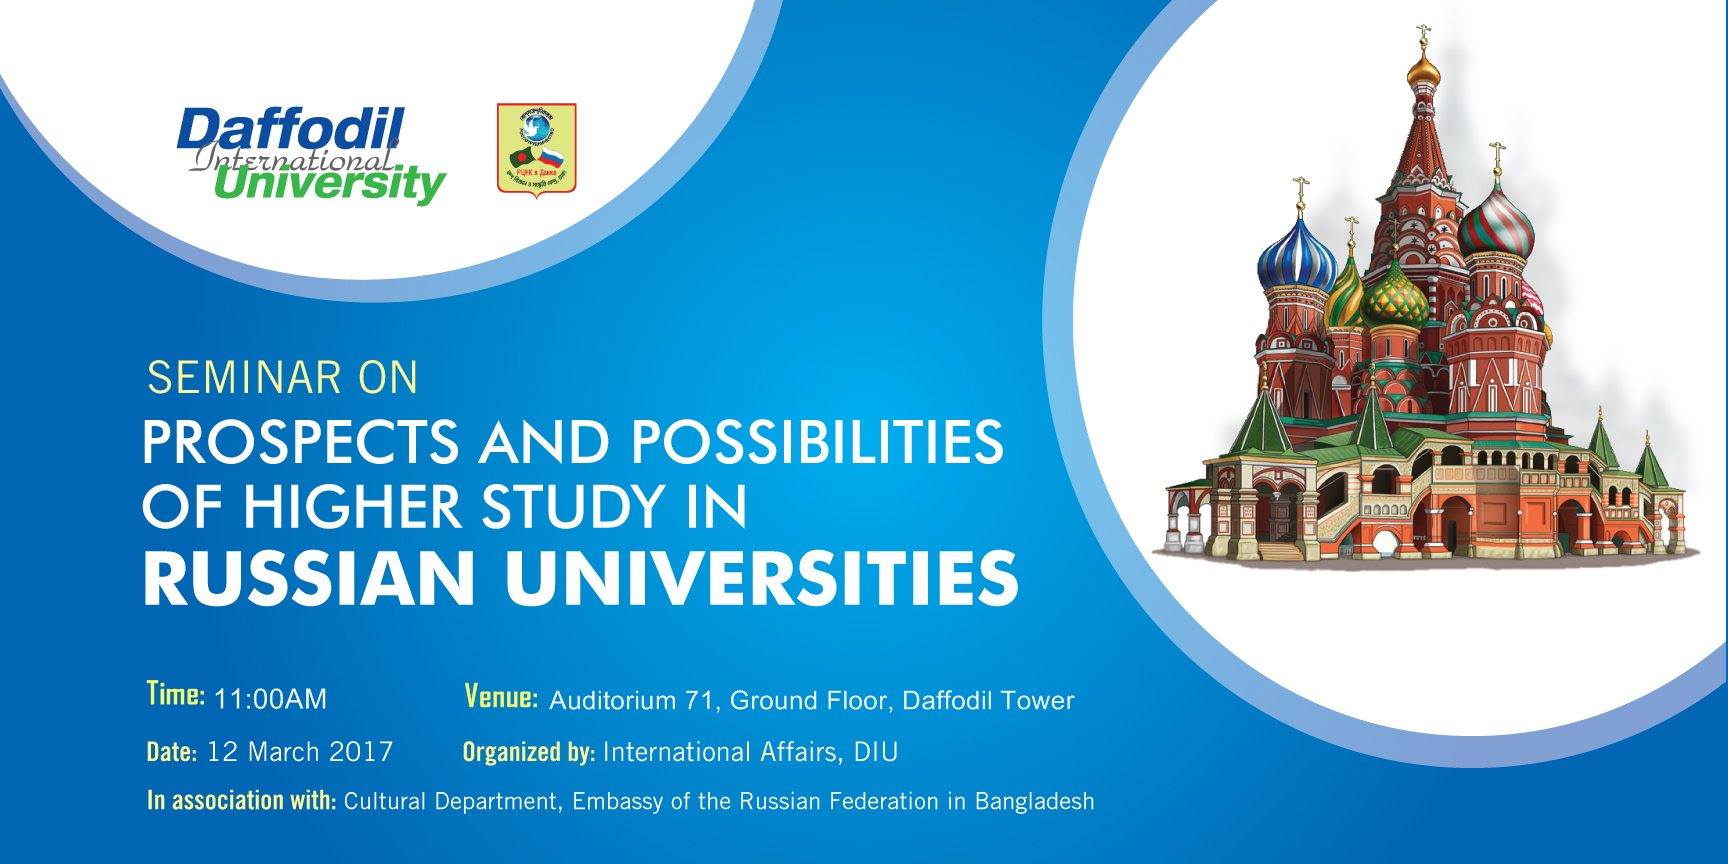 Daffodil
International
University
РЦНК в Дакке
SEMINAR ON
PROSPECTS AND POSSIBILITIES
OF HIGHER STUDY IN
RUSSIAN UNIVERSITIES
Time: 11:00AM
Venue: Auditorium 71, Ground Floor, Daffodil Tower
Date: 12 March 2017
Organized by: International Affairs, DIU
In association with: Cultural Department, Embassy of the Russian Federation in Bangladesh